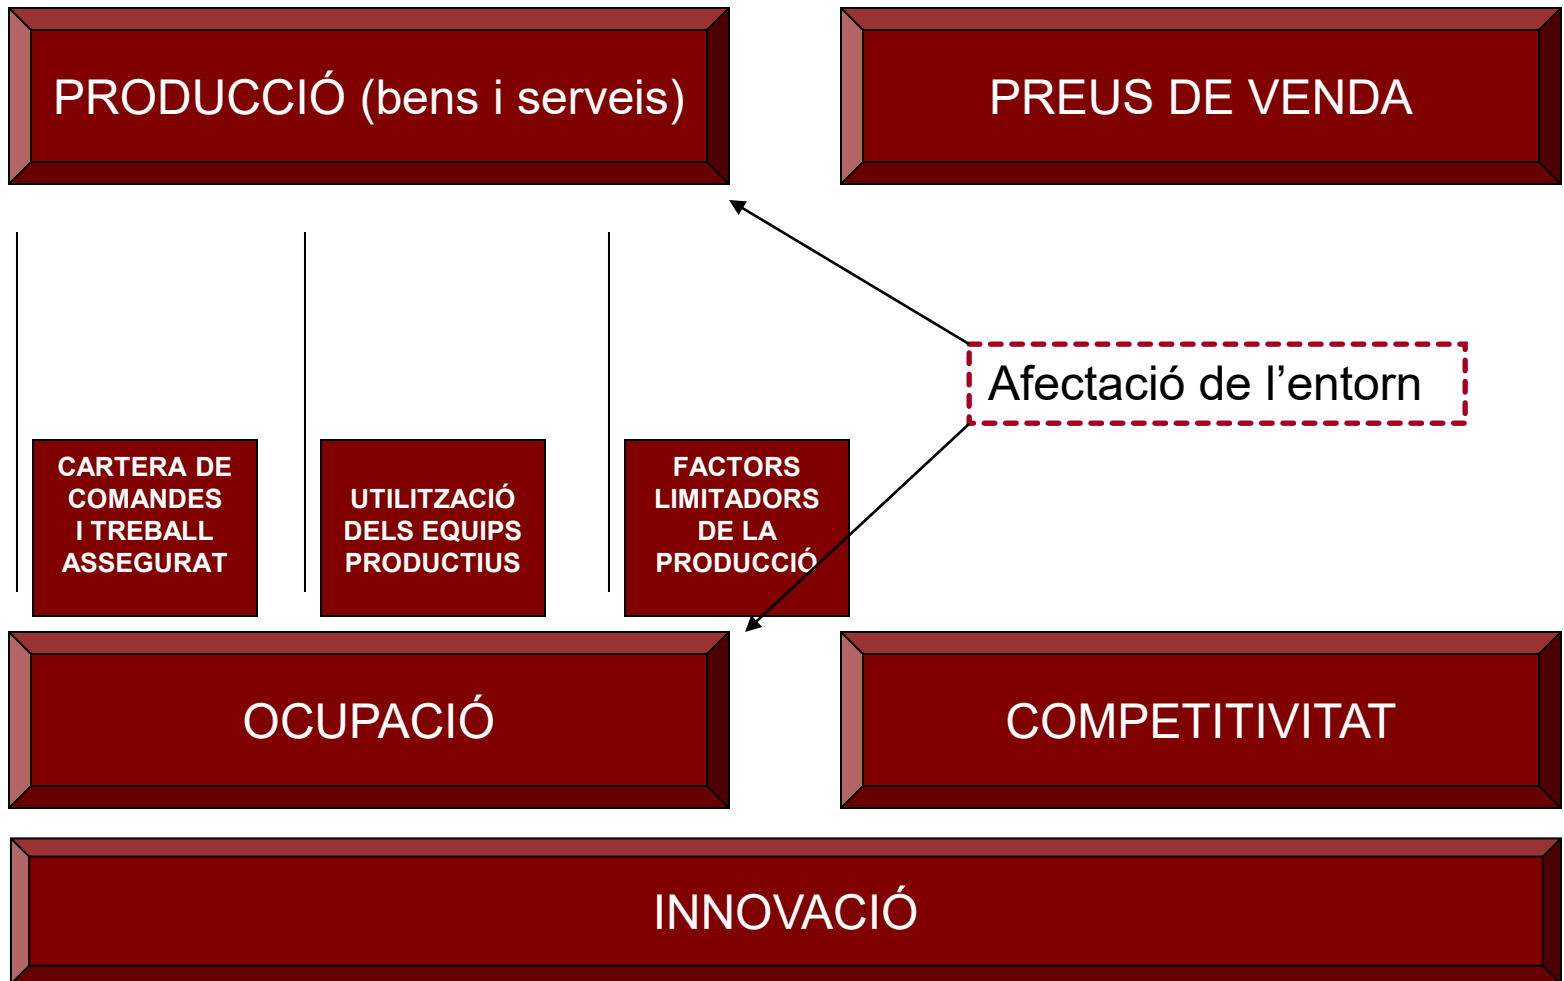 PRODUCCIÓ (bens i serveis)
PREUS DE VENDA
Afectació de l’entorn
CARTERA DE
COMANDES
I TREBALL
ASSEGURAT
UTILITZACIÓ
DELS EQUIPS
PRODUCTIUS
FACTORS
LIMITADORS
DE LA
PRODUCCIÓ
OCUPACIÓ
COMPETITIVITAT
INNOVACIÓ